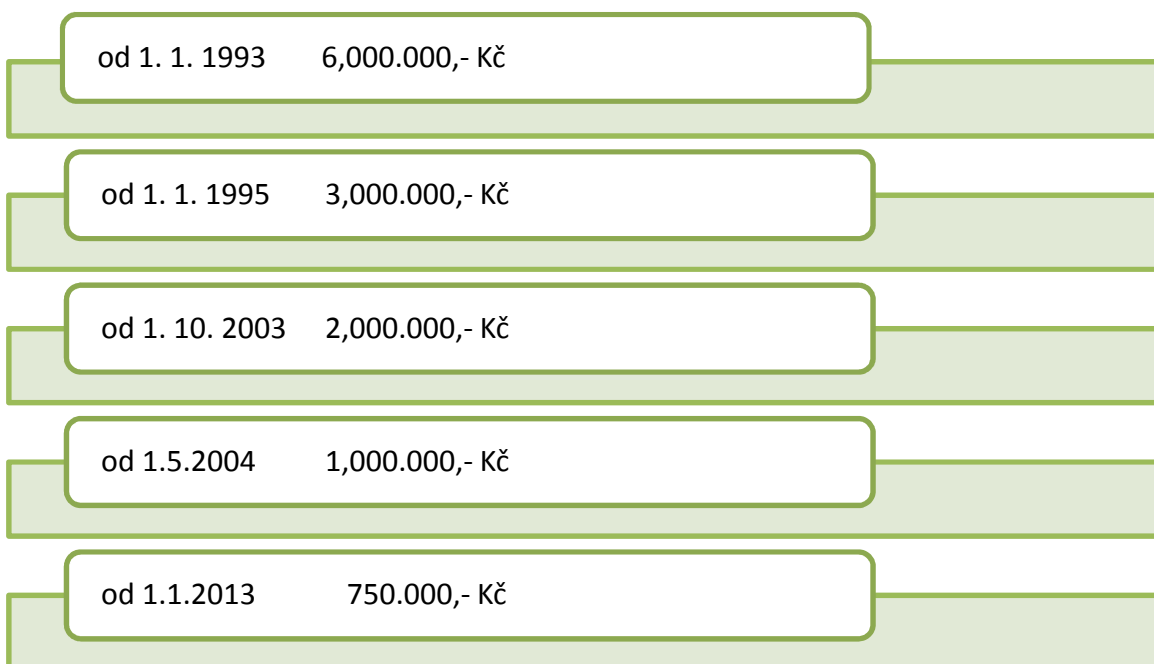 od 1. 1. 1993 6,000.000,- Kč
od 1. 1. 1995 3,000.000,- Kč
od 1. 10. 2003 2,000.000,- Kč
od 1.5.2004 1,000.000,- Kč
od 1.1.2013 750.000,- Kč